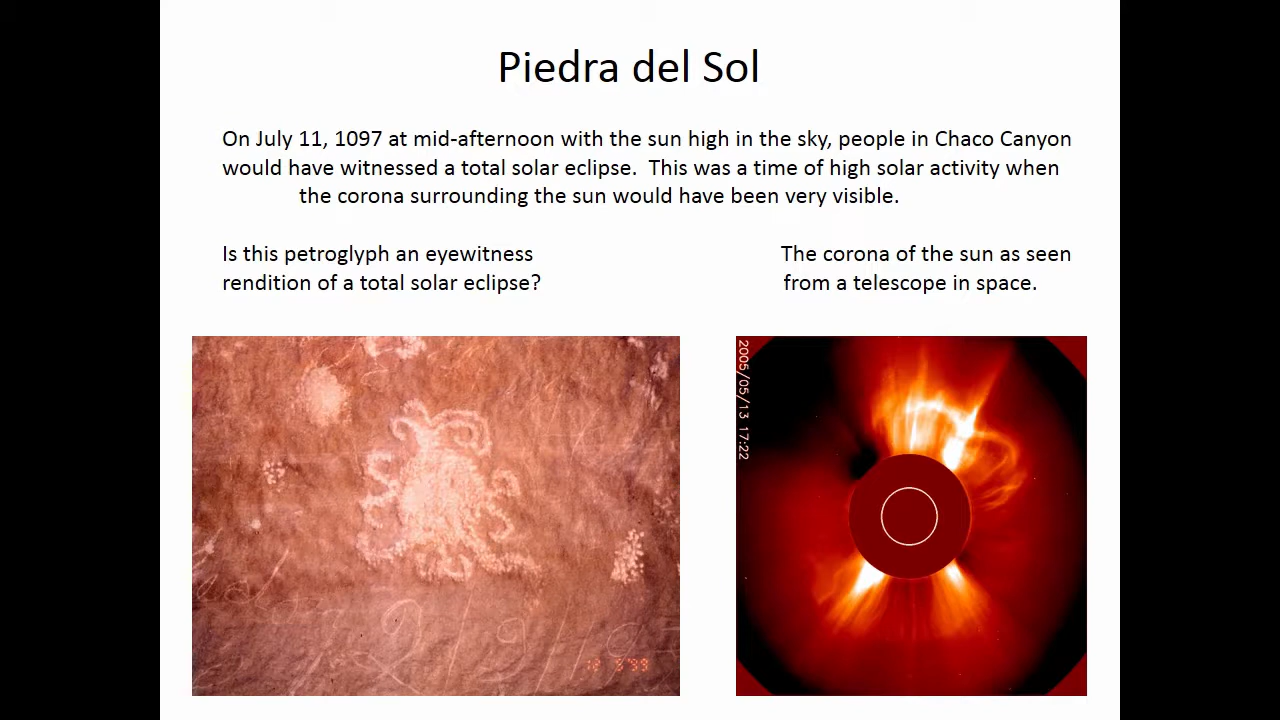 Piedra del Sol
On July 11, 1097 at mid-afternoon with the sun high in the sky, people in Chaco Canyon
would have witnessed a total solar eclipse.  This was a time of high solar activity when
the corona surrounding the sun would have been very visible.
Is this petroglyph an eyewitness
rendition of a total solar eclipse?
The corona of the sun as seen
from a telescope in space.
2005/05/13 17:22